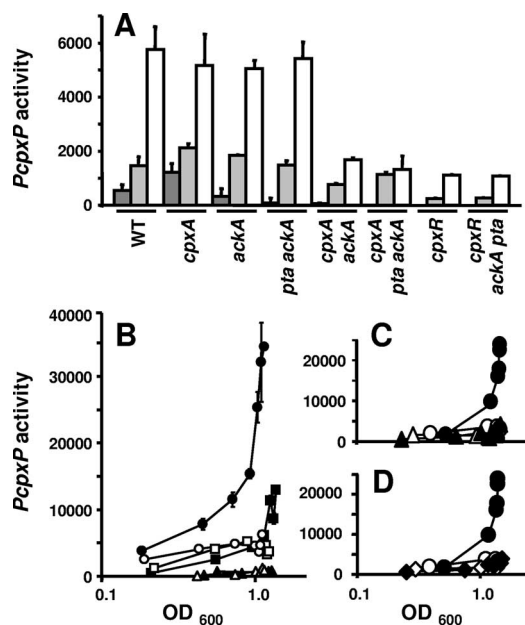 A
PcpxP activity
6000
4000
2000
0
WT
cpxA
ackA
pta ackA
cpxA
ackA
cpxA
pta ackA
cpxR
cpxR
ackA pta
B
PcpxP activity
40000
30000
20000
10000
0
0.1
1.0
OD 600
C
20000
10000
0
D
20000
10000
0
0.1
1.0
OD 600